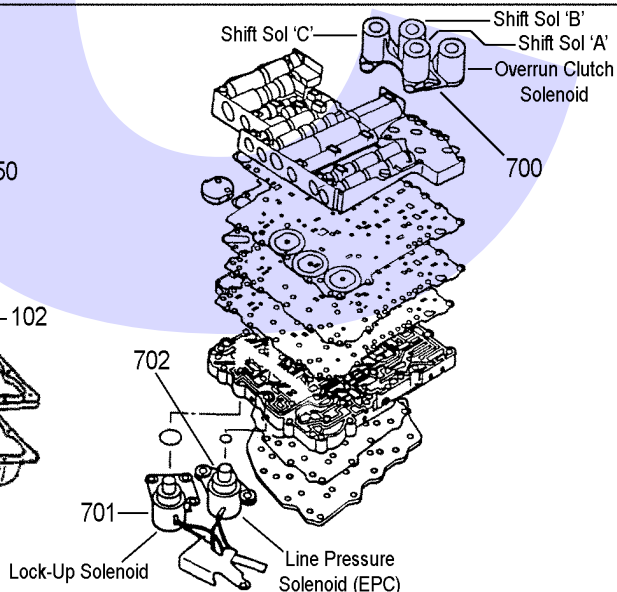 Shift Sol ‘B’
Shift Sol ‘C’
Shift Sol ‘A’
Overrun Clutch
Solenoid
700
50
102
702
701
Lock-Up Solenoid
Line Pressure
Solenoid (EPC)